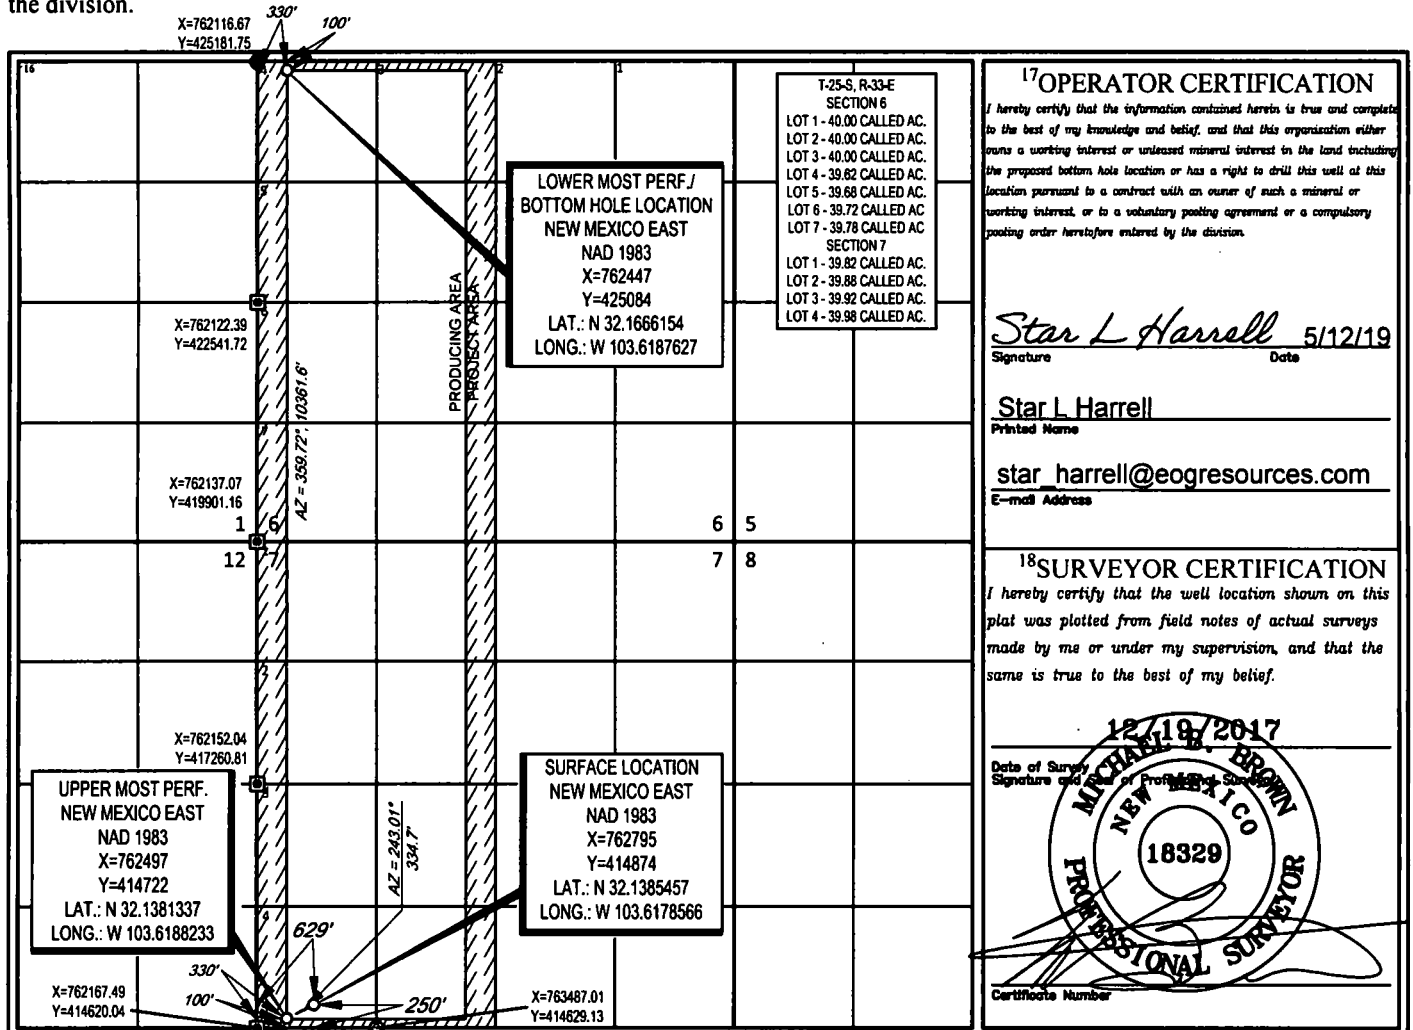 the division.
X=762116.67
Y=425181.75
330'
100'
16
4
3
2
1
T-25-S, R-33-E
SECTION 6
LOT 1 - 40.00 CALLED AC.
LOT 2 - 40.00 CALLED AC.
LOT 3 - 40.00 CALLED AC.
LOT 4 - 39.62 CALLED AC.
LOT 5 - 39.68 CALLED AC.
LOT 6 - 39.72 CALLED AC
LOT 7 - 39.78 CALLED AC
SECTION 7
LOT 1 - 39.82 CALLED AC.
LOT 2 - 39.88 CALLED AC.
LOT 3 - 39.92 CALLED AC.
LOT 4 - 39.98 CALLED AC.
LOWER MOST PERF./
BOTTOM HOLE LOCATION
NEW MEXICO EAST
NAD 1983
X=762447
Y=425084
LAT.: N 32.1666154
LONG.: W 103.6187627
PRODUCING AREA
PROJECT AREA
X=762122.39
Y=422541.72
AZ = 359.72°, 10361.6'
X=762137.07
Y=419901.16
1 6
6 5
12 7
7 8
X=762152.04
Y=417260.81
UPPER MOST PERF.
NEW MEXICO EAST
NAD 1983
X=762497
Y=414722
LAT.: N 32.1381337
LONG.: W 103.6188233
AZ = 243.01°
334.7'
SURFACE LOCATION
NEW MEXICO EAST
NAD 1983
X=762795
Y=414874
LAT.: N 32.1385457
LONG.: W 103.6178566
629'
330'
100'
250'
X=762167.49
Y=414620.04
X=763487.01
Y=414629.13
17 OPERATOR CERTIFICATION
I hereby certify that the information contained herein is true and complete
to the best of my knowledge and belief, and that this organization either
owns a working interest or unleased mineral interest in the land including
the proposed bottom hole location or has a right to drill this well at this
location pursuant to a contract with an owner of such a mineral or
working interest, or to a voluntary pooling agreement or a compulsory
pooling order heretofore entered by the division.
Star L Harrell 5/12/19
Signature Date
Star L Harrell
Printed Name
star_harrell@eogresources.com
E-mail Address
18 SURVEYOR CERTIFICATION
I hereby certify that the well location shown on this
plat was plotted from field notes of actual surveys
made by me or under my supervision, and that the
same is true to the best of my belief.
12/19/2017
Date of Survey
Signature and Seal of Professional Surveyor
MICHAEL B. BROWN
NEW MEXICO
18329
PROFESSIONAL SURVEYOR
Certificate Number